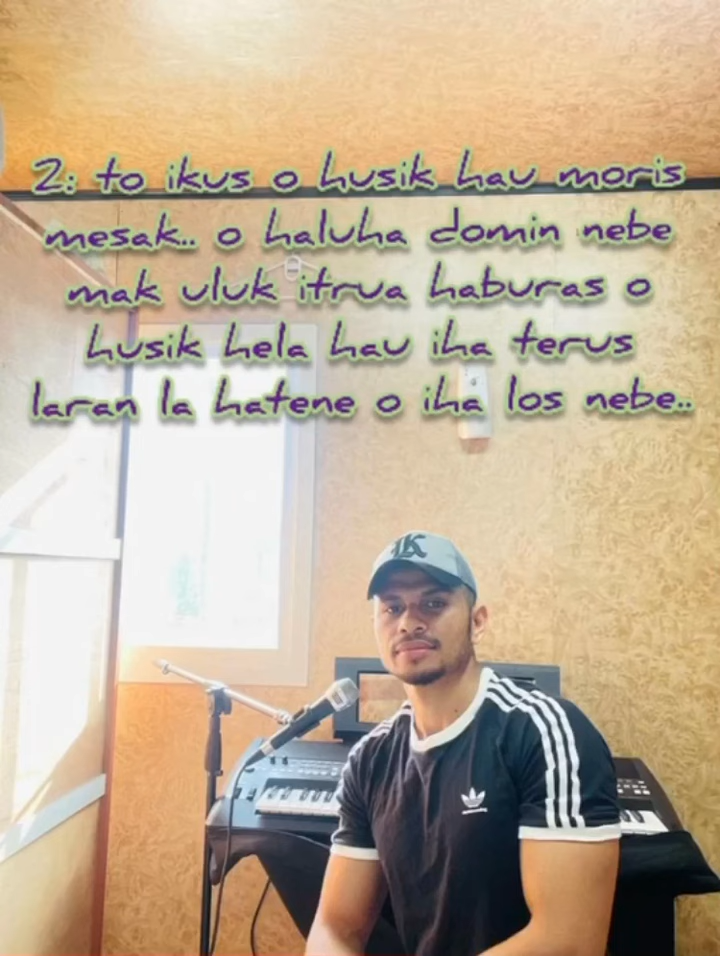 2: to ikus o husik hau moris
mesak.. o haluha domin nebe
mak uluk itrua haburas o
husik hela hau iha terus
laran la hatene o iha los nebe..